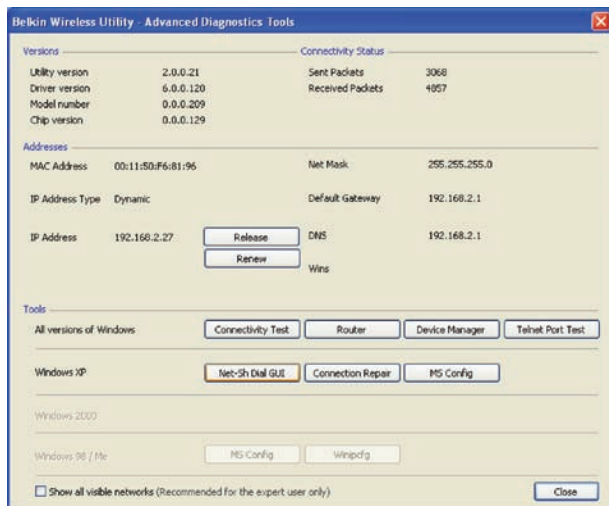 Belkin Wireless Utility - Advanced Diagnostics Tools
Versions
Connectivity Status
Utility version 2.0.0.21 Sent Packets 3068
Driver version 6.0.0.120 Received Packets 4857
Model number 0.0.0.209
Chip version 0.0.0.129
Addresses
MAC Address 00:11:50:F6:81:96 Net Mask 255.255.255.0
IP Address Type Dynamic Default Gateway 192.168.2.1
IP Address 192.168.2.27 Release DNS 192.168.2.1
Renew
Wins
Tools
All versions of Windows Connectivity Test Router Device Manager Telnet Port Test
Windows XP Net-Sh Dial GUI Connection Repair MS Config
Windows 2000
Windows 98 / Me MS Config Winipcfg
Show all visible networks (Recommended for the expert user only) Close